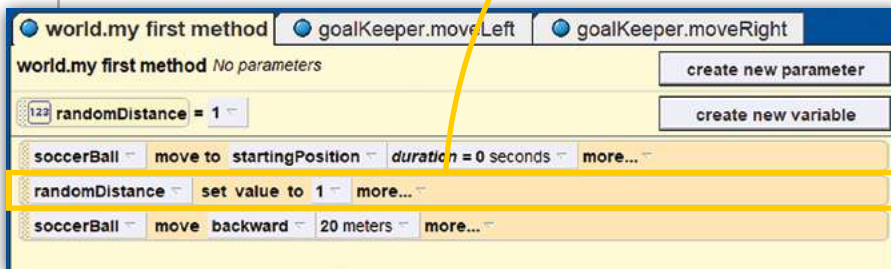 world.my first method goalKeeper.moveLeft goalKeeper.moveRight
world.my first method No parameters create new parameter
123 randomDistance = 1 create new variable
soccerBall move to startingPosition duration = 0 seconds more...
randomDistance set value to 1 more...
soccerBall move backward 20 meters more...